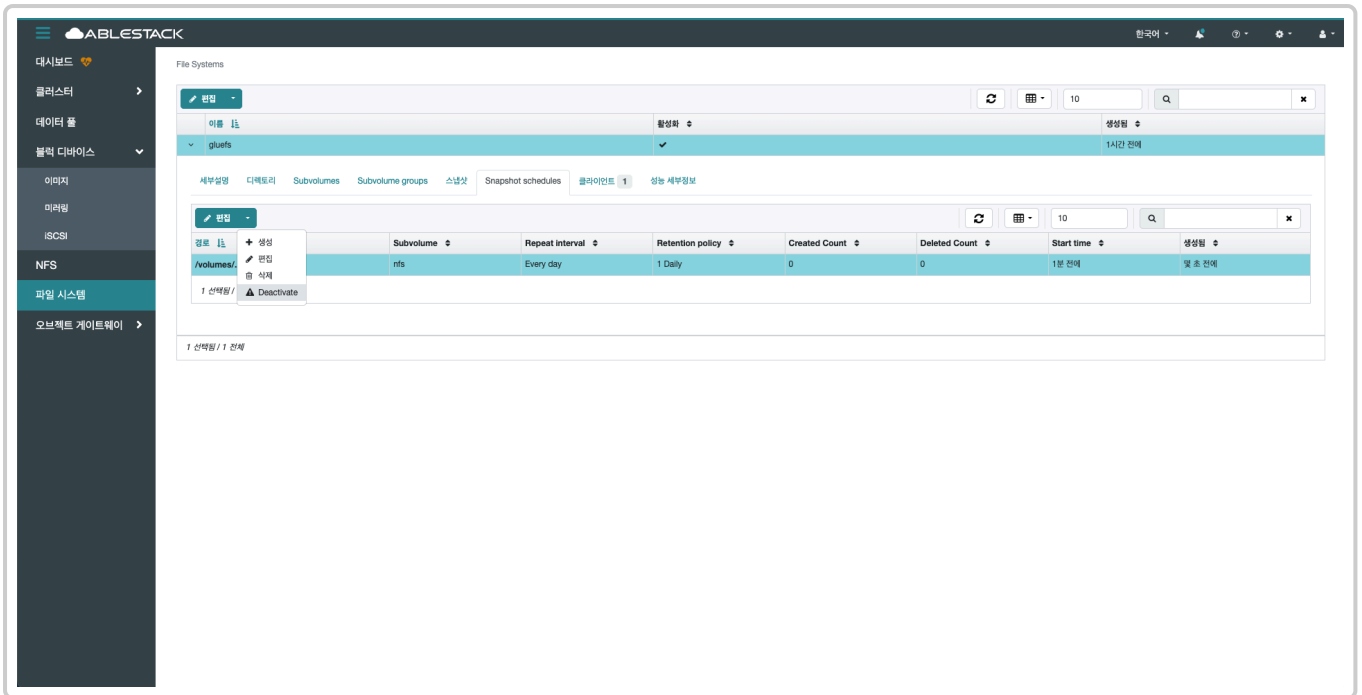 ABLESTACK
한국어
대시보드
클러스터
데이터 풀
블럭 디바이스
이미지
미러링
iSCSI
NFS
파일 시스템
오브젝트 게이트웨이
File Systems
편집
10
이름 활성화 생성됨
gluefs 1시간 전에
세부설명 디렉토리 Subvolumes Subvolume groups 스냅샷 Snapshot schedules 클라이언트 1 성능 세부정보
편집
10
경로 Subvolume Repeat interval Retention policy Created Count Deleted Count Start time 생성됨
/volumes/. nfs Every day 1 Daily 0 0 1분 전에 몇 초 전에
1 선택됨 /
생성
편집
삭제
Deactivate
1 선택됨 / 1 전체